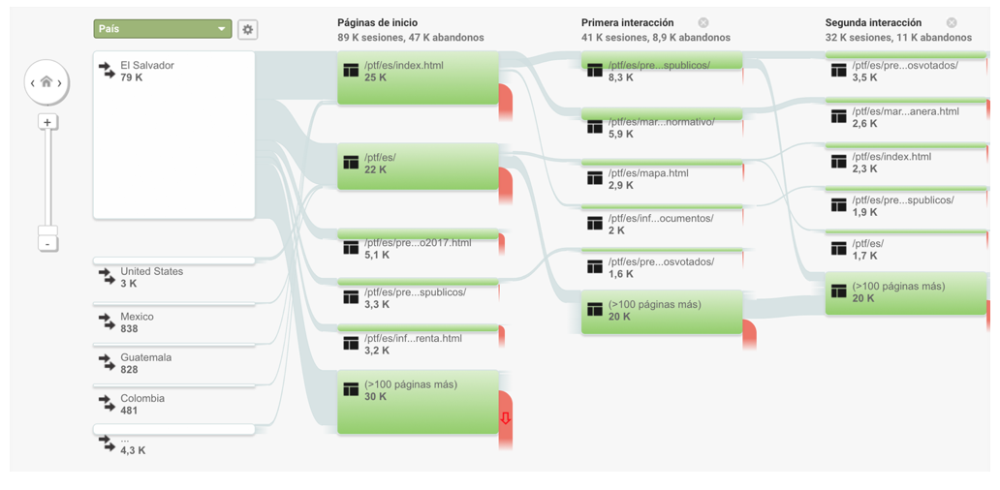 País
El Salvador
79 K
United States
3 K
Mexico
838
Guatemala
828
Colombia
481
...
4,3 K
Páginas de inicio
89 K sesiones, 47 K abandonos
/ptf/es/index.html
25 K
/ptf/es/
22 K
/ptf/es/pre...o2017.html
5,1 K
/ptf/es/pre...spublicos/
3,3 K
/ptf/es/inf...renta.html
3,2 K
(>100 páginas más)
30 K
Primera interacción
41 K sesiones, 8,9 K abandonos
/ptf/es/pre...spublicos/
8,3 K
/ptf/es/mar...normativo/
5,9 K
/ptf/es/mapa.html
2,9 K
/ptf/es/inf...ocumentos/
2 K
/ptf/es/pre...osvotados/
1,6 K
(>100 páginas más)
20 K
Segunda interacción
32 K sesiones, 11 K abandonos
/ptf/es/pre...osvotados/
3,5 K
/ptf/es/mar...anera.html
2,6 K
/ptf/es/index.html
2,3 K
/ptf/es/pre...spublicos/
1,9 K
/ptf/es/
1,7 K
(>100 páginas más)
20 K